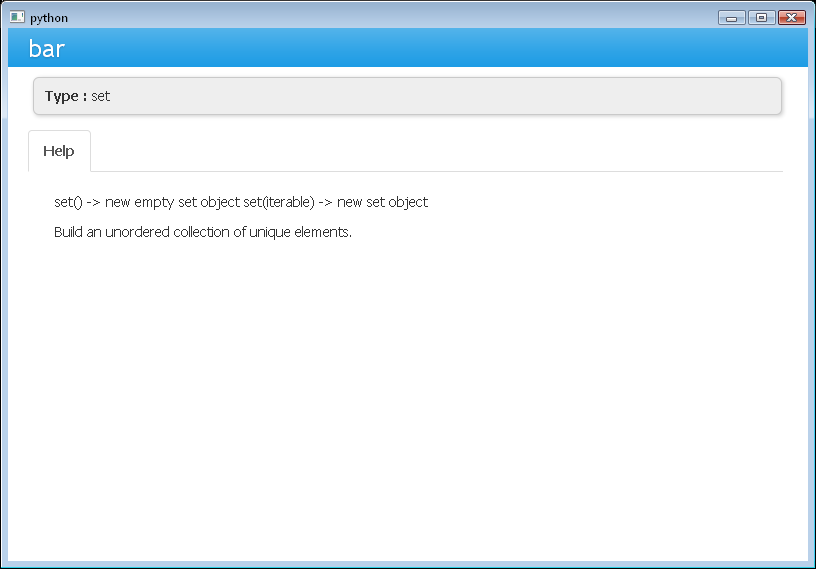 python
bar
Type : set
Help
set() -> new empty set object set(iterable) -> new set object
Build an unordered collection of unique elements.